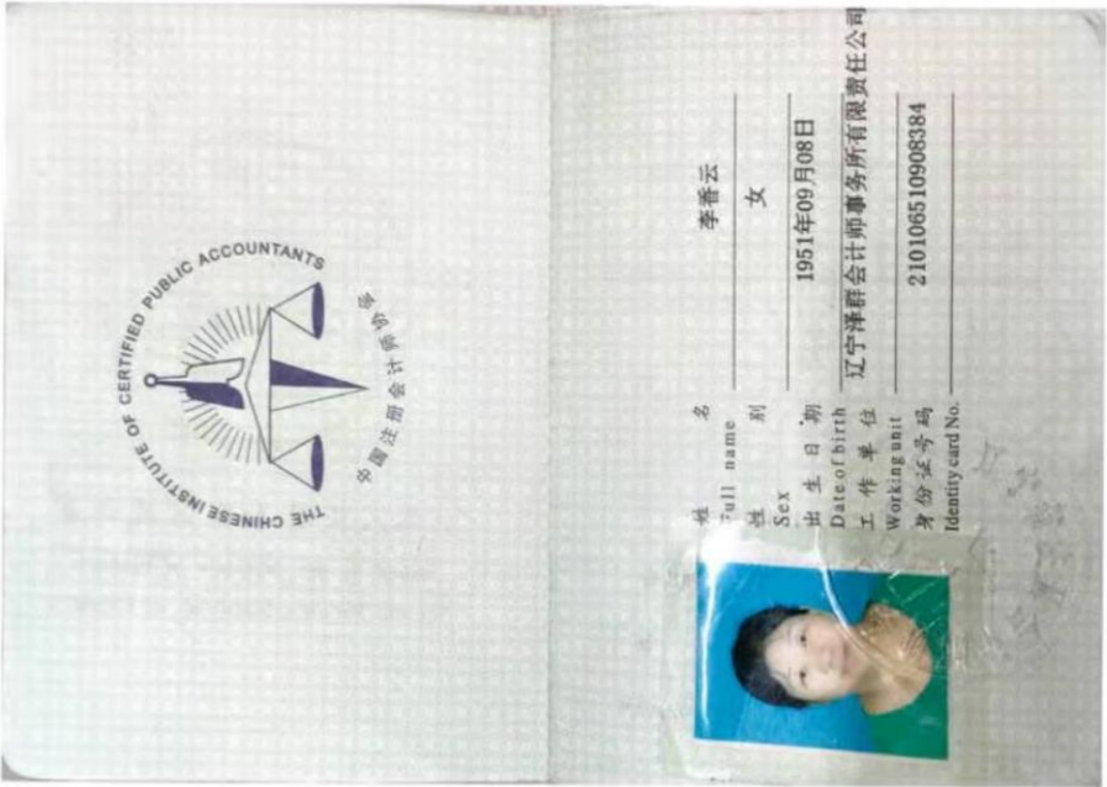 THE CHINESE INSTITUTE OF CERTIFIED PUBLIC ACCOUNTANTS
中国注册会计师协会
姓名 李香云
Full name
性别 女
Sex
出生日期 1951年09月08日
Date of birth
工作单位 辽宁泽群会计师事务所有限责任公司
Working unit
身份证号码 210106510908384
Identity card No.